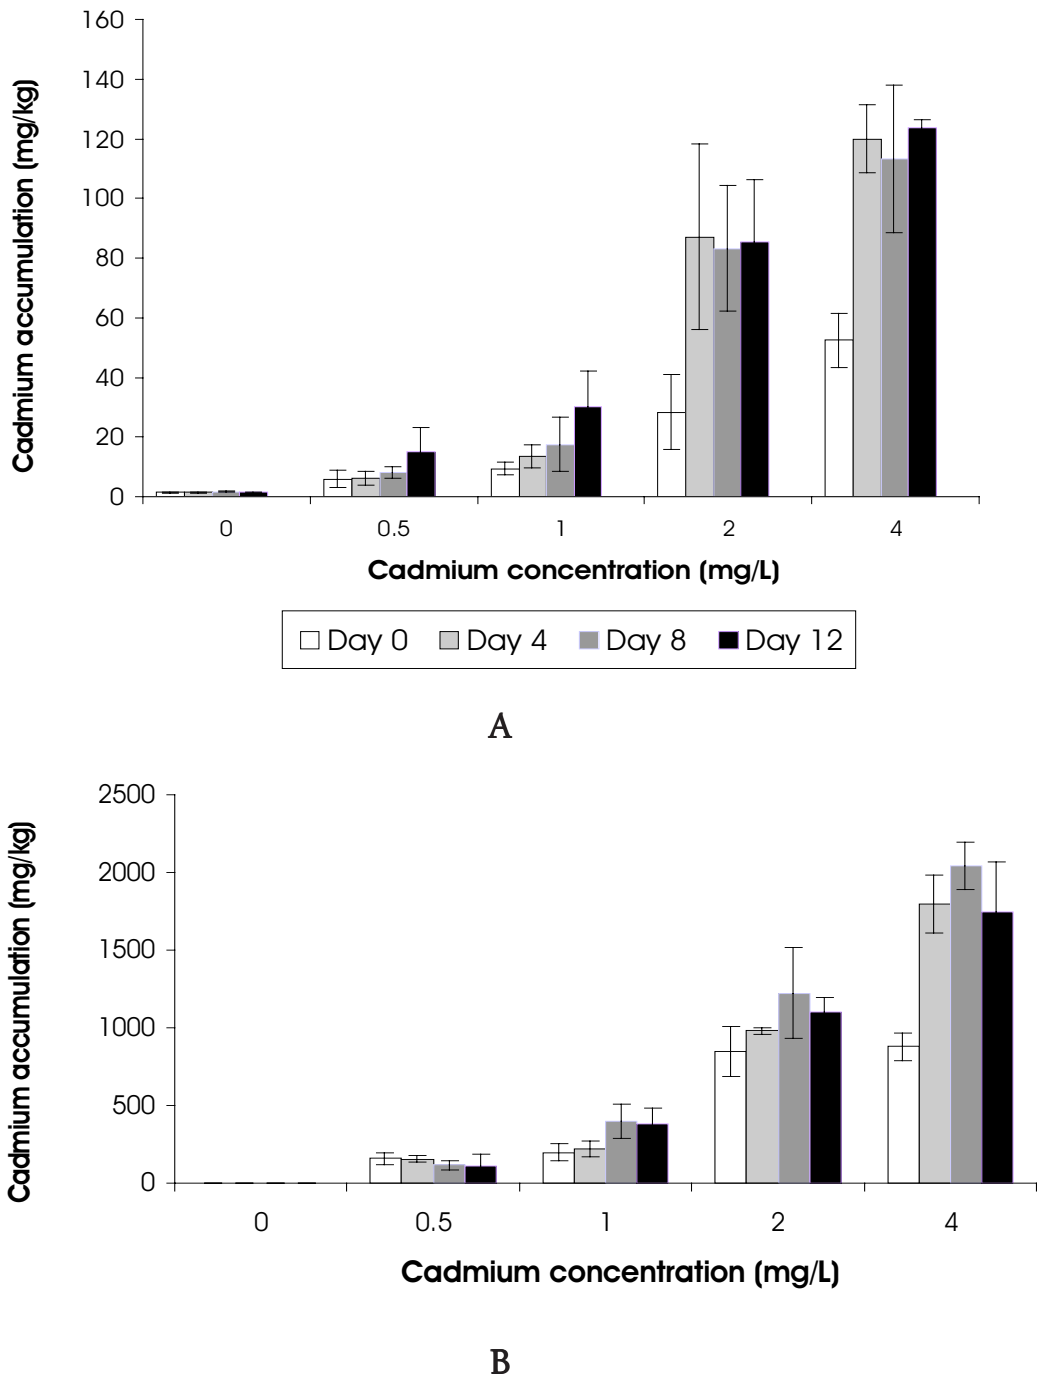 160
140
120
100
80
60
40
20
0
Cadmium accumulation (mg/kg)
0 0.5 1 2 4
Cadmium concentration (mg/L)
Day 0 Day 4 Day 8 Day 12
A
2500
2000
1500
1000
500
0
Cadmium accumulation (mg/kg)
0 0.5 1 2 4
Cadmium concentration (mg/L)
B